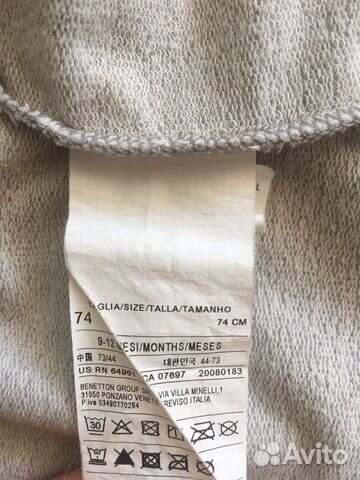 TAGLIA/SIZE/TALLA/TAMANHO
74 74 CM
9-12 MESI/MONTHS/MESES
中国 73/44 대한민국 44-73
US RN 64961 CA 07697 20080183
BENETTON GROUP VIA VILLA MINELLI,1
31050 PONZANO VENETO TREVISO ITALIA
P.iva 03490770264
30
L
Avito